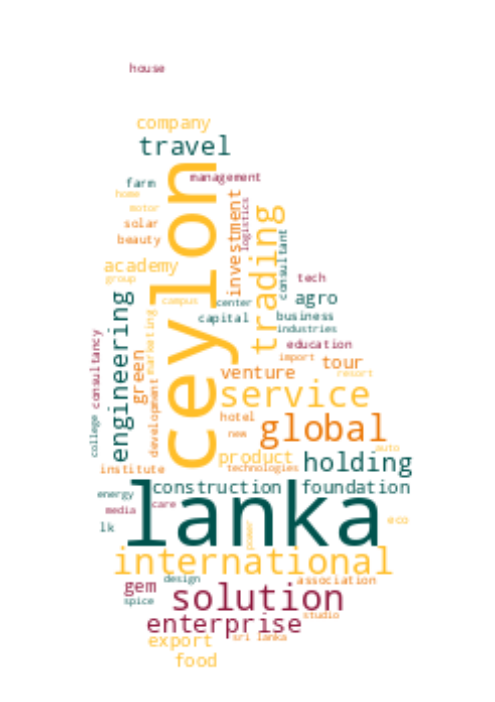 house
company
travel
management
farm
home
motor
solar
beauty
ceylon
investment
logistics
trading
consultant
academy
group
tech
campus
center
agro
capital
business
industries
engineering
marketing
education
consultancy
green
development
import
tour
venture
resort
service
college
hotel
new
global
auto
product
holding
institute
technologies
construction
foundation
energy
care
media
lanka
lk
power
eco
international
design
association
gem
spice
solution
studio
enterprise
export
sri lanka
food